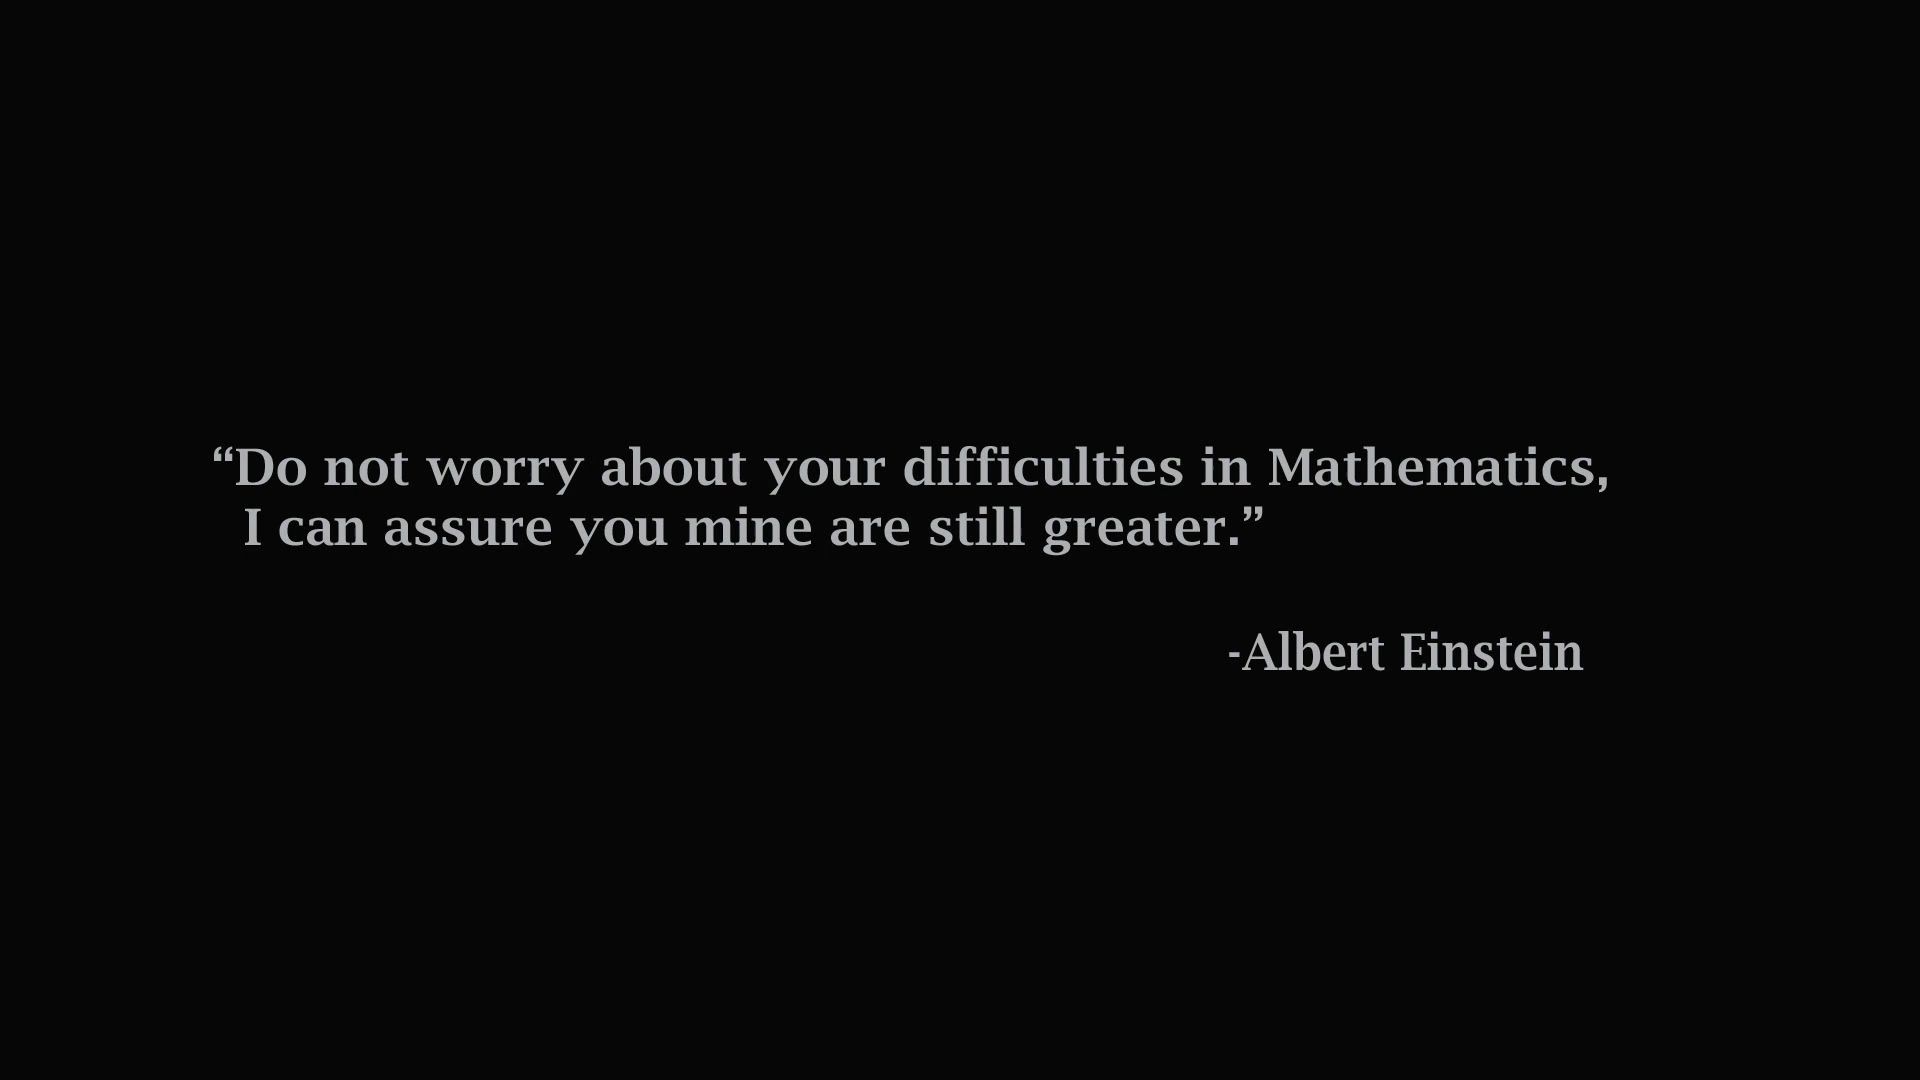 “Do not worry about your difficulties in Mathematics,
I can assure you mine are still greater.”
-Albert Einstein